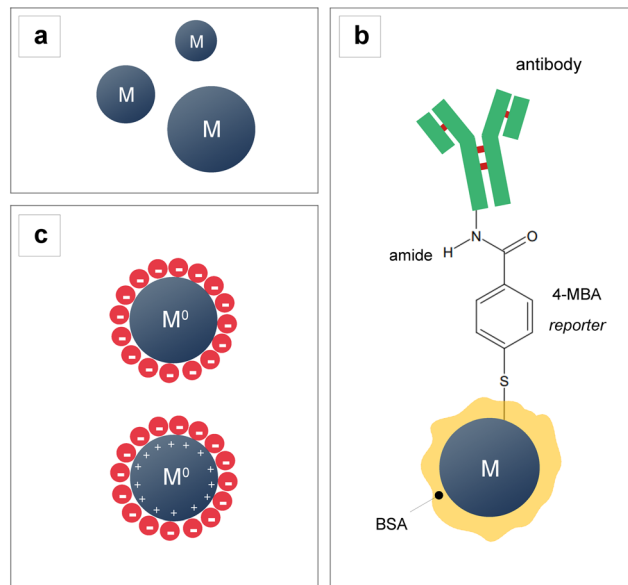 a
M
M
M
b
antibody
N
H
O
amide
4-MBA
reporter
S
M
BSA
c
M⁰
- - - - - - - - - - - - - - - -
M⁰
+ + + + + + + + + + + + +